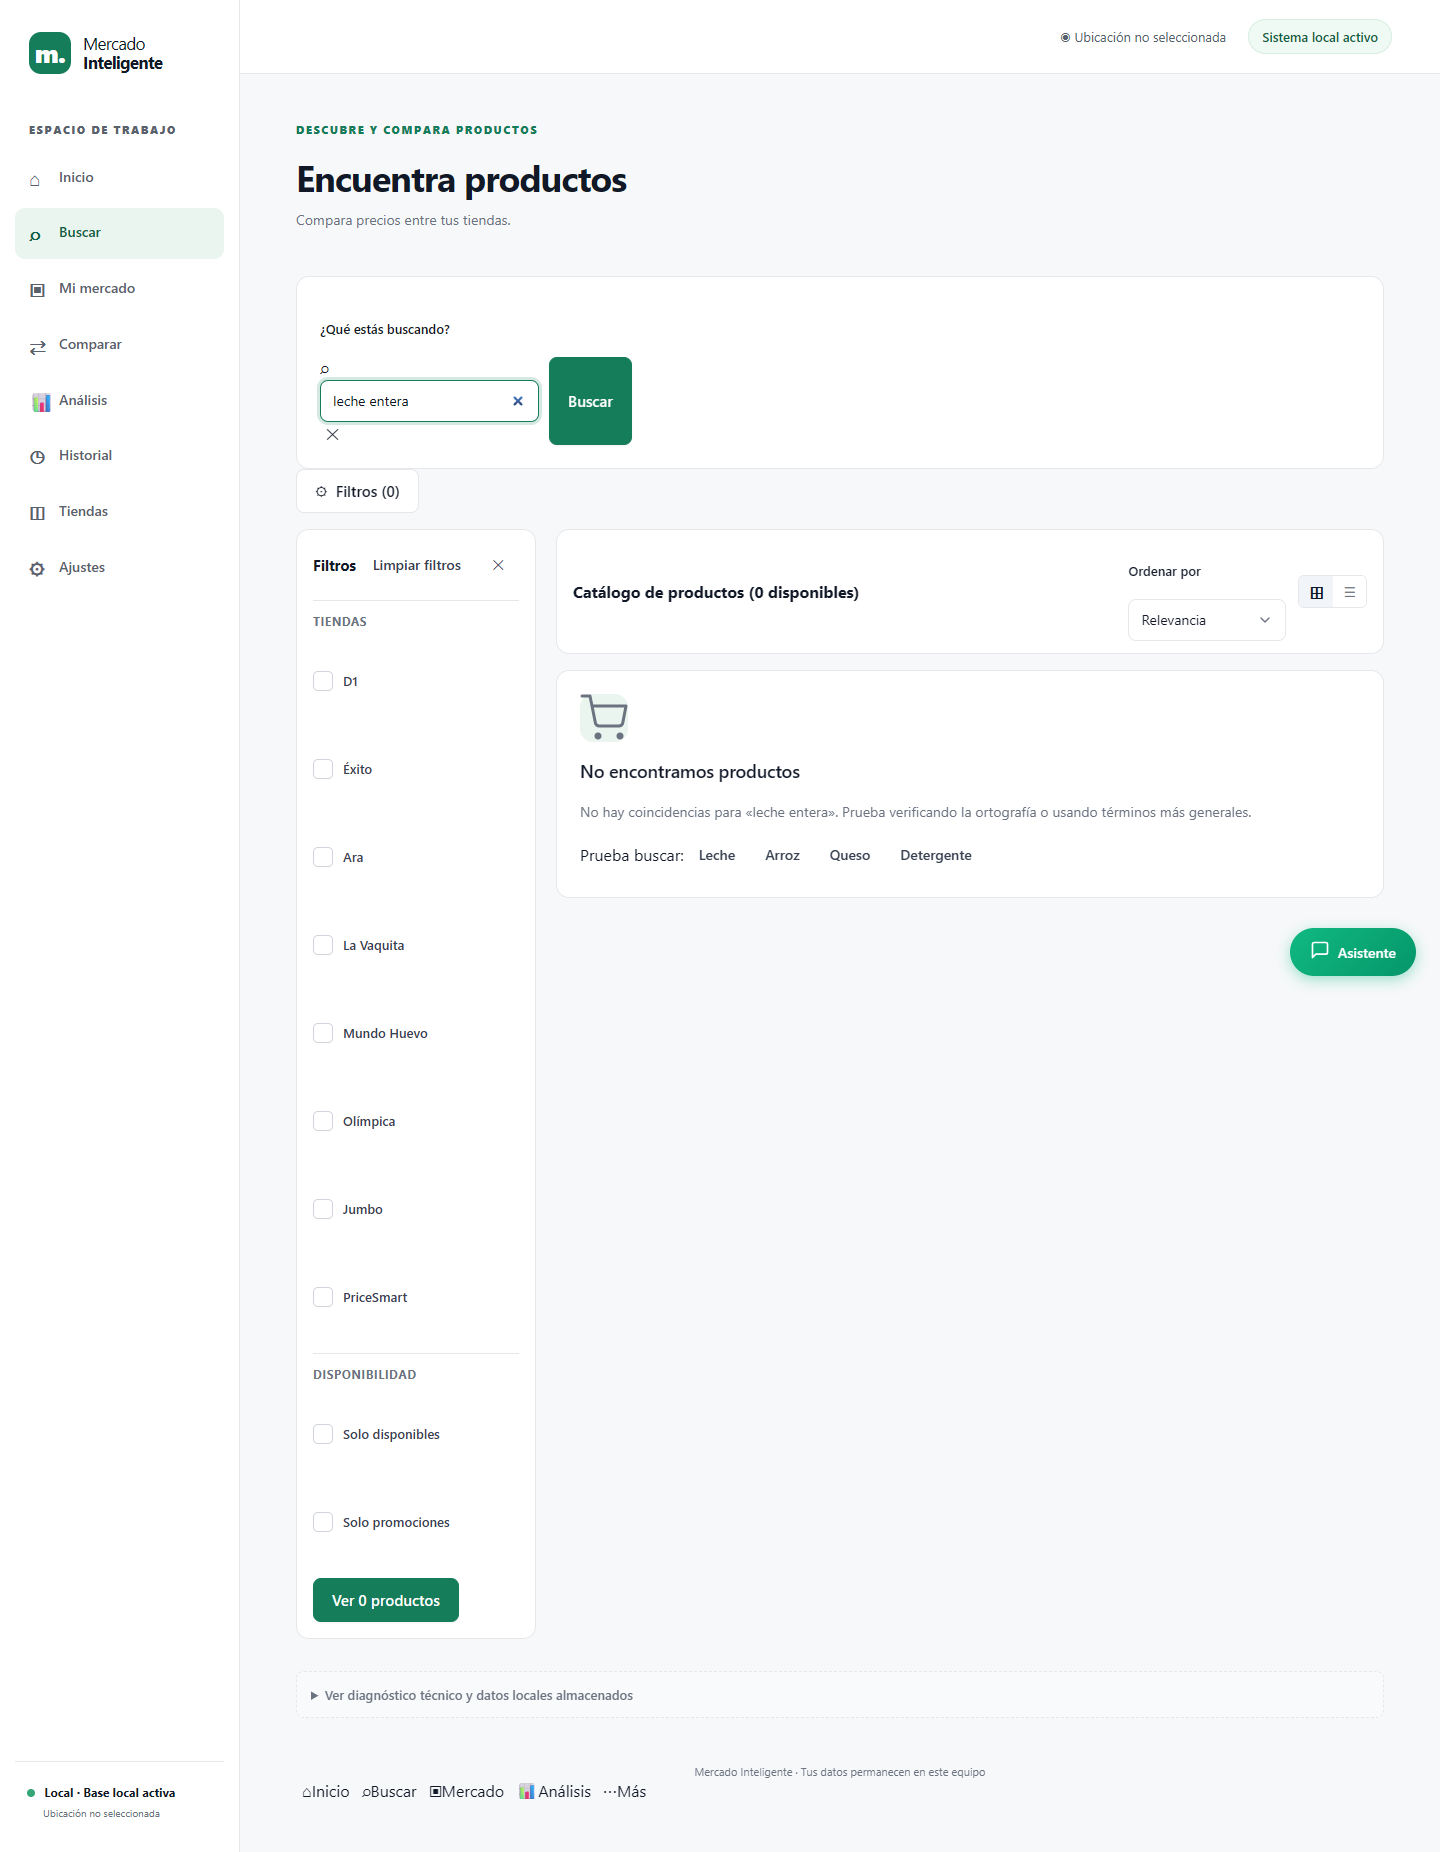 m.
Mercado
Inteligente
ESPACIO DE TRABAJO
Inicio
Buscar
Mi mercado
Comparar
Análisis
Historial
Tiendas
Ajustes
Local · Base local activa
Ubicación no seleccionada
Ubicación no seleccionada
Sistema local activo
DESCUBRE Y COMPARA PRODUCTOS
Encuentra productos
Compara precios entre tus tiendas.
¿Qué estás buscando?
leche entera
Buscar
Filtros (0)
Filtros
Limpiar filtros
TIENDAS
D1
Éxito
Ara
La Vaquita
Mundo Huevo
Olímpica
Jumbo
PriceSmart
DISPONIBILIDAD
Solo disponibles
Solo promociones
Ver 0 productos
Catálogo de productos (0 disponibles)
Ordenar por
Relevancia
No encontramos productos
No hay coincidencias para «leche entera». Prueba verificando la ortografía o usando términos más generales.
Prueba buscar: Leche Arroz Queso Detergente
Asistente
Ver diagnóstico técnico y datos locales almacenados
Mercado Inteligente · Tus datos permanecen en este equipo
Inicio Buscar Mercado Análisis ···Más